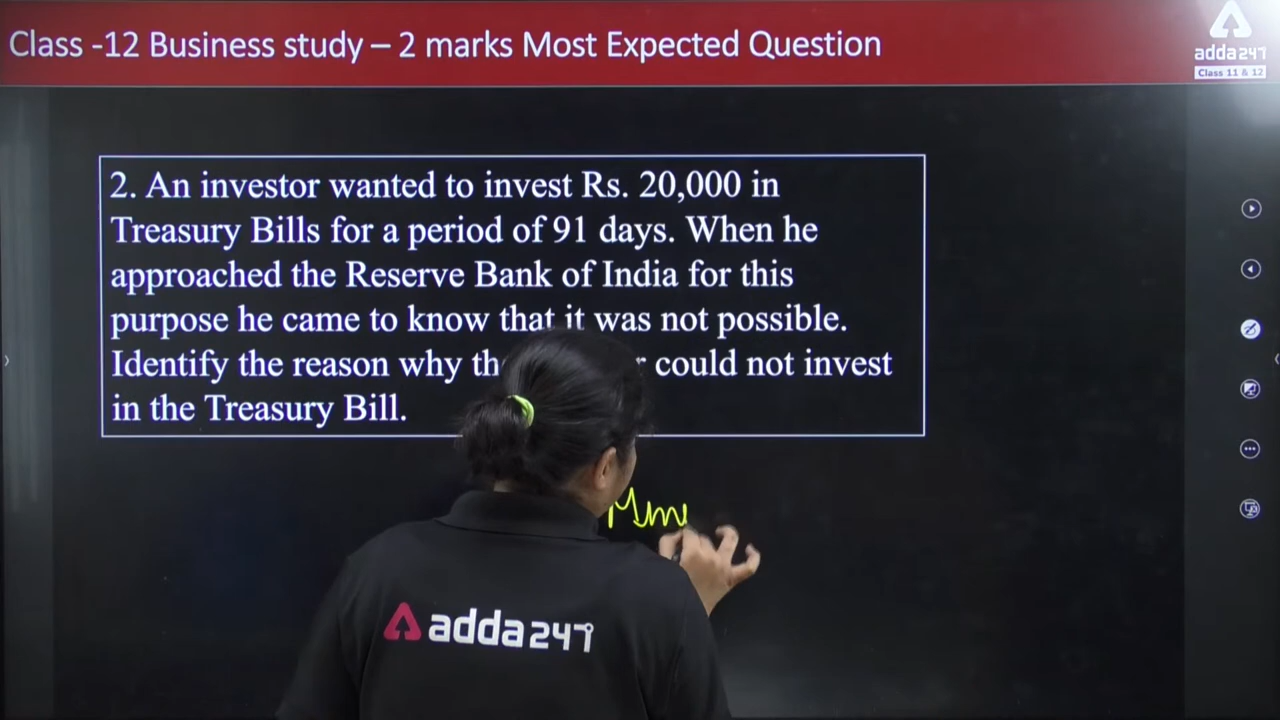 Class -12 Business study – 2 marks Most Expected Question
adda247
Class 11 & 12
2. An investor wanted to invest Rs. 20,000 in
Treasury Bills for a period of 91 days. When he
approached the Reserve Bank of India for this
purpose he came to know that it was not possible.
Identify the reason why could not invest
in the Treasury Bill.
adda247